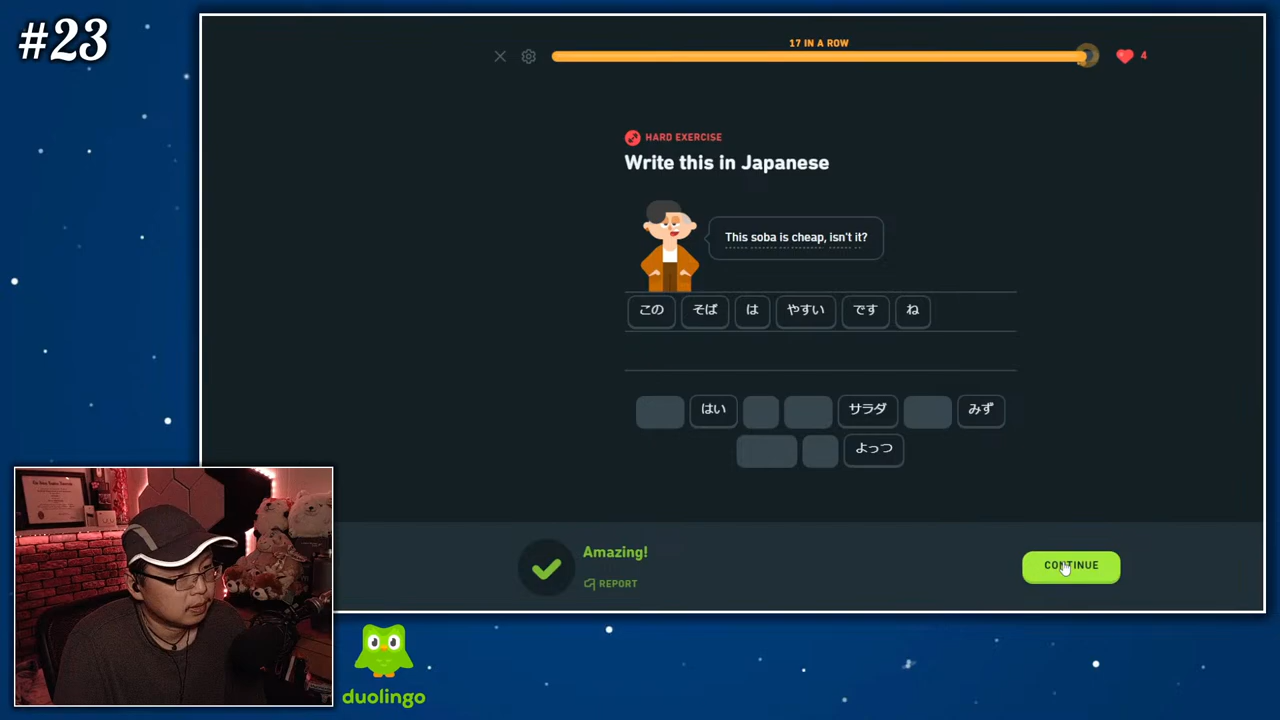 #23
17 IN A ROW
4
HARD EXERCISE
Write this in Japanese
This soba is cheap, isn't it?
この そば は やすい です ね
はい サラダ みず
よっつ
Amazing!
REPORT
CONTINUE
duolingo